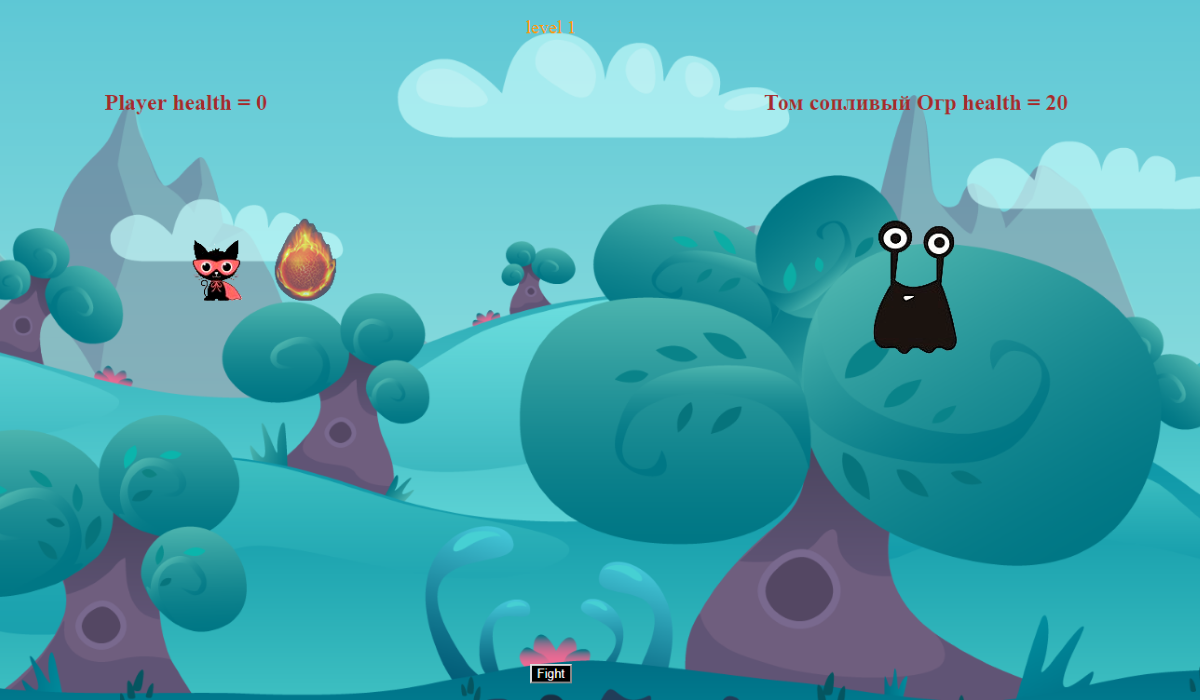 level 1
Player health = 0
Том сопливый Огр health = 20
Fight